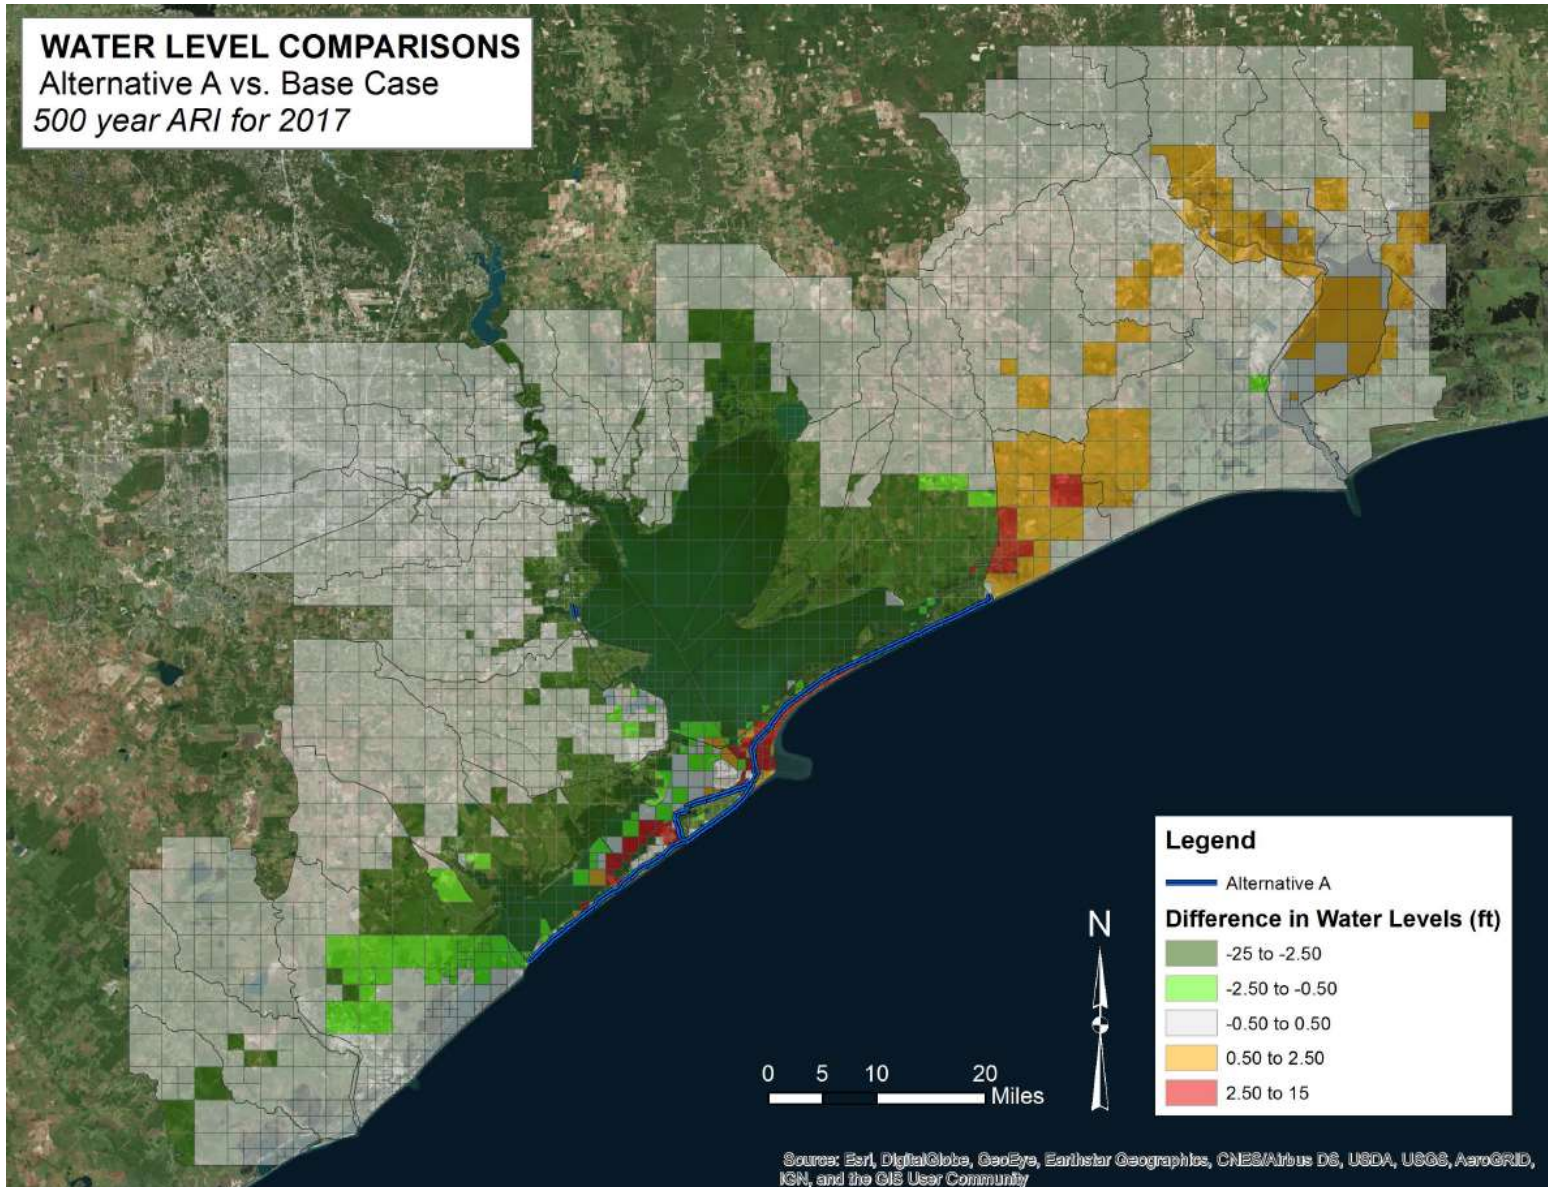 WATER LEVEL COMPARISONS
Alternative A vs. Base Case
500 year ARI for 2017
Legend
Alternative A
Difference in Water Levels (ft)
-25 to -2.50
-2.50 to -0.50
-0.50 to 0.50
0.50 to 2.50
2.50 to 15
N
0 5 10 20
Miles
Source: Esri, DigitalGlobe, GeoEye, Earthstar Geographics, CNES/Airbus DS, USDA, USGS, AeroGRID,
IGN, and the GIS User Community